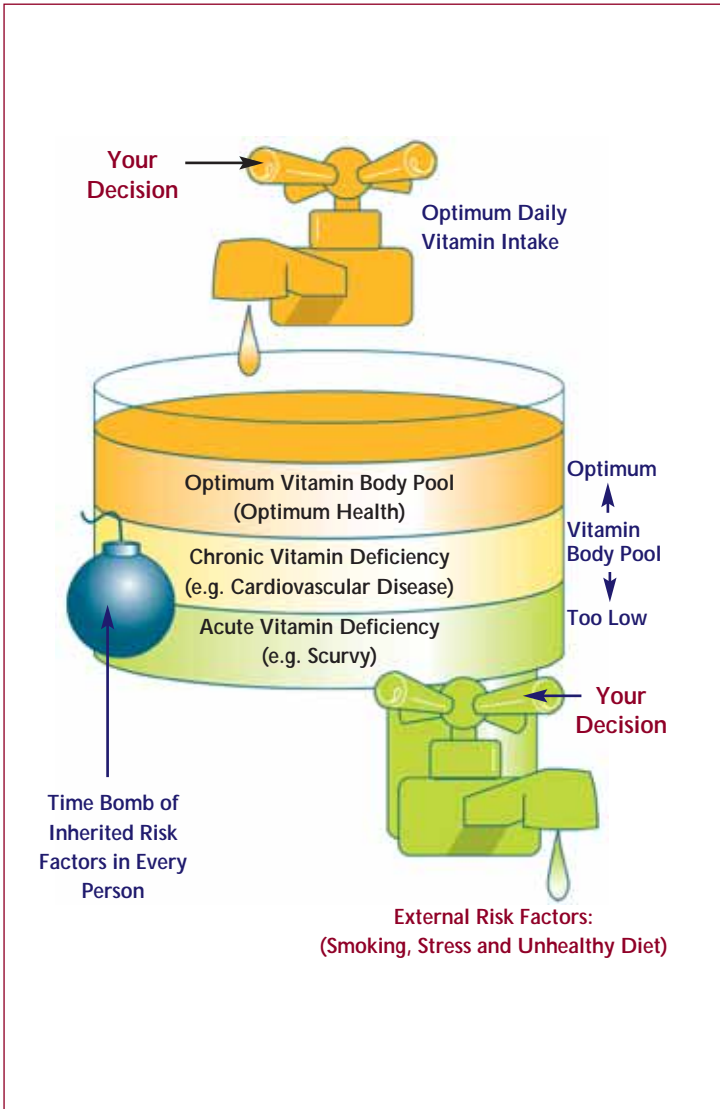 Your
Decision
Optimum Daily
Vitamin Intake
Optimum Vitamin Body Pool
(Optimum Health)
Optimum
Vitamin
Body Pool
Too Low
Chronic Vitamin Deficiency
(e.g. Cardiovascular Disease)
Acute Vitamin Deficiency
(e.g. Scurvy)
Your
Decision
Time Bomb of
Inherited Risk
Factors in Every
Person
External Risk Factors:
(Smoking, Stress and Unhealthy Diet)